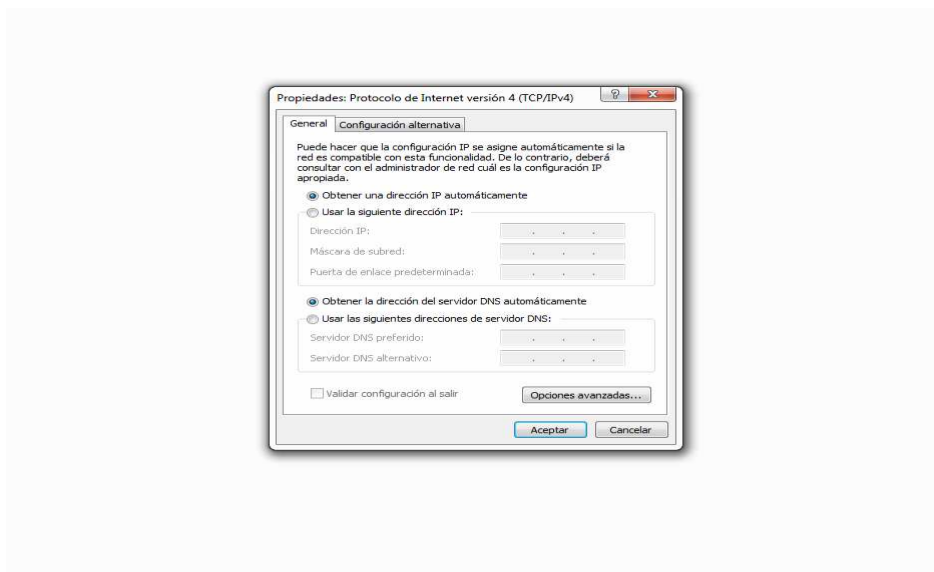 Propiedades: Protocolo de Internet versión 4 (TCP/IPv4)
General
Configuración alternativa
Puede hacer que la configuración IP se asigne automáticamente si la
red es compatible con esta funcionalidad. De lo contrario, deberá
consultar con el administrador de red cuál es la configuración IP
apropiada.
Obtener una dirección IP automáticamente
Usar la siguiente dirección IP:
Dirección IP:
Máscara de subred:
Puerta de enlace predeterminada:
Obtener la dirección del servidor DNS automáticamente
Usar las siguientes direcciones de servidor DNS:
Servidor DNS preferido:
Servidor DNS alternativo:
Validar configuración al salir
Opciones avanzadas...
Aceptar
Cancelar